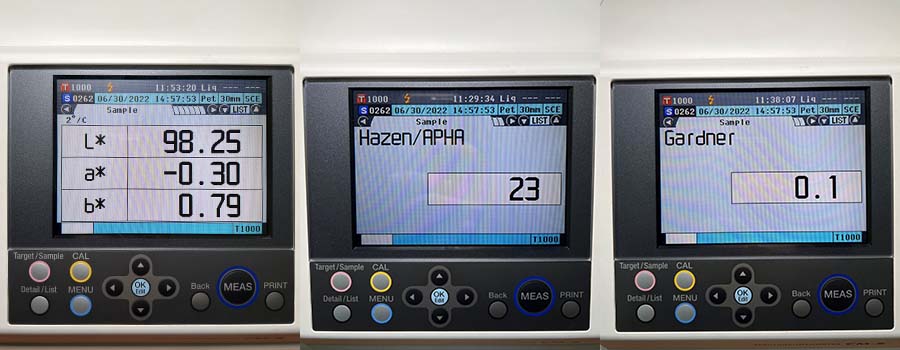 T1000 11:53:20 Liq --- ---
S 0262 06/30/2022 14:57:53 Pet 30mm SCE
Sample LIST
2°/C
L* 98.25
a* -0.30
b* 0.79
T1000
Target/Sample CAL
Detail/List MENU OK Edit Back MEAS PRINT
T1000 11:29:34 Liq --- ---
S 0262 06/30/2022 14:57:53 Pet 30mm SCE
Sample LIST
Hazen/APHA
23
T1000
Target/Sample CAL
Detail/List MENU OK Edit Back MEAS PRINT
T1000 11:38:07 Liq --- ---
S 0262 06/30/2022 14:57:53 Pet 30mm SCE
Sample LIST
Gardner
0.1
T1000
Target/Sample CAL
Detail/List MENU OK Edit Back MEAS PRINT